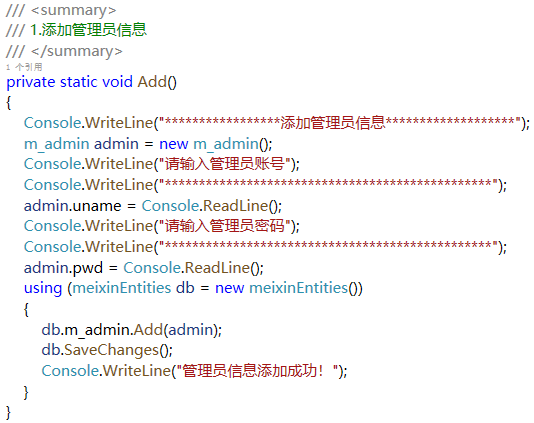 /// <summary>
/// 1.添加管理员信息
/// </summary>
1 个引用
private static void Add()
{
Console.WriteLine("*****************添加管理员信息*******************");
m_admin admin = new m_admin();
Console.WriteLine("请输入管理员账号");
Console.WriteLine("************************************************");
admin.uname = Console.ReadLine();
Console.WriteLine("请输入管理员密码");
Console.WriteLine("************************************************");
admin.pwd = Console.ReadLine();
using (meixinEntities db = new meixinEntities())
{
db.m_admin.Add(admin);
db.SaveChanges();
Console.WriteLine("管理员信息添加成功！");
}
}